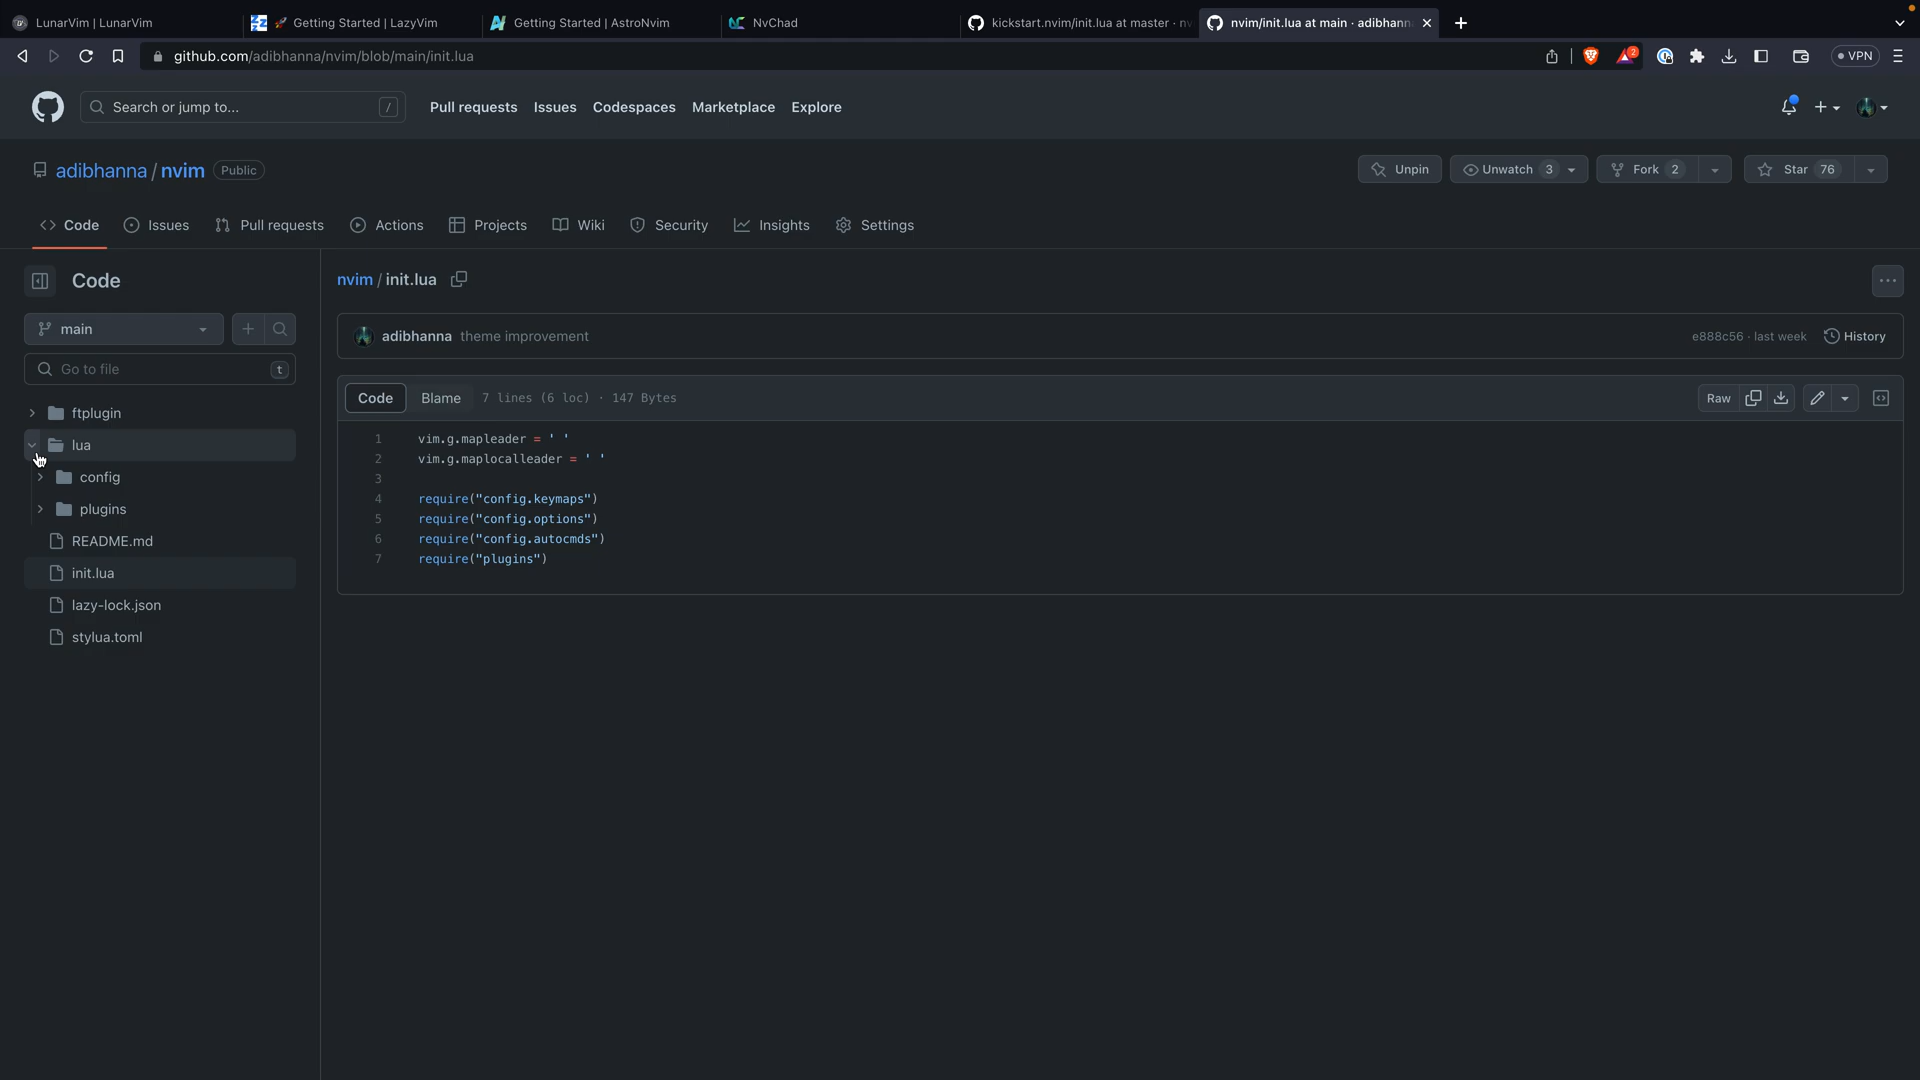 LunarVim | LunarVim
🚀 Getting Started | LazyVim
Getting Started | AstroNvim
NvChad
kickstart.nvim/init.lua at master · nv
nvim/init.lua at main · adibhanna
github.com/adibhanna/nvim/blob/main/init.lua
2
VPN
Search or jump to... /
Pull requests Issues Codespaces Marketplace Explore
adibhanna / nvim Public
Unpin
Unwatch 3
Fork 2
Star 76
Code Issues Pull requests Actions Projects Wiki Security Insights Settings
Code
main
Go to file t
ftplugin
lua
config
plugins
README.md
init.lua
lazy-lock.json
stylua.toml
nvim / init.lua
adibhanna theme improvement
e888c56 · last week History
Code Blame 7 lines (6 loc) · 147 Bytes
Raw
1 vim.g.mapleader = ' '
2 vim.g.maplocalleader = ' '
3
4 require("config.keymaps")
5 require("config.options")
6 require("config.autocmds")
7 require("plugins")